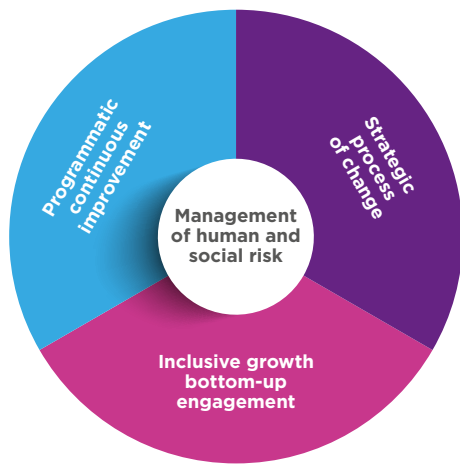 Programmatic
continuous
improvement
Strategic
process
of change
Management
of human and
social risk
Inclusive growth
bottom-up
engagement